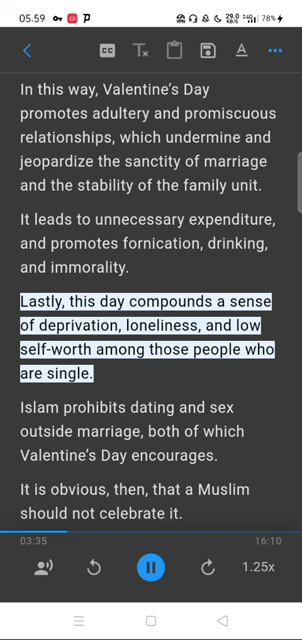 05.59
29.0 KB/S
78%
CC
In this way, Valentine’s Day
promotes adultery and promiscuous
relationships, which undermine and
jeopardize the sanctity of marriage
and the stability of the family unit.
It leads to unnecessary expenditure,
and promotes fornication, drinking,
and immorality.
Lastly, this day compounds a sense
of deprivation, loneliness, and low
self-worth among those people who
are single.
Islam prohibits dating and sex
outside marriage, both of which
Valentine’s Day encourages.
It is obvious, then, that a Muslim
should not celebrate it.
03:35
16:10
1.25x